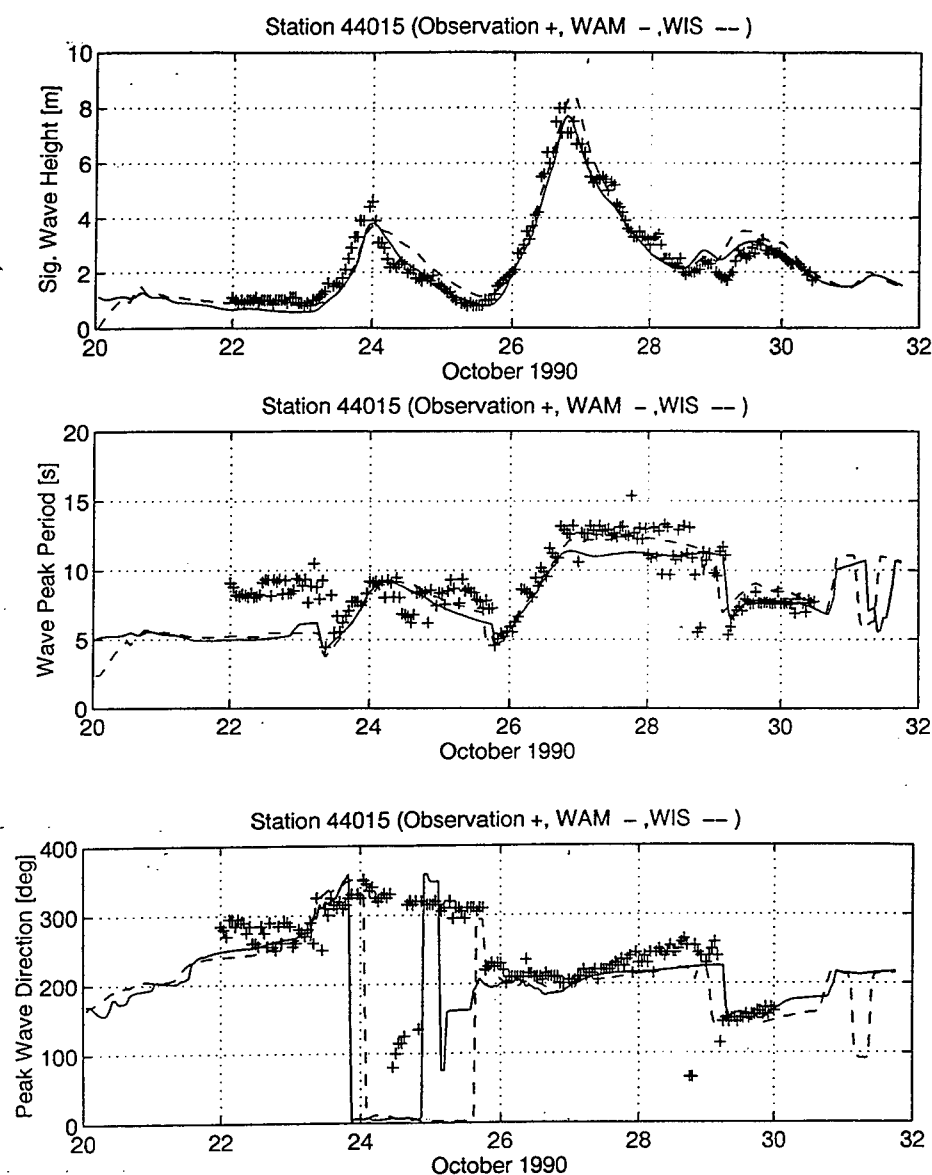 Station 44015 (Observation +, WAM – ,WIS –– )
Sig. Wave Height [m]
10
8
6
4
2
0
20 22 24 26 28 30 32
October 1990
Station 44015 (Observation +, WAM – ,WIS –– )
Wave Peak Period [s]
20
15
10
5
0
20 22 24 26 28 30 32
October 1990
Station 44015 (Observation +, WAM – ,WIS –– )
Peak Wave Direction [deg]
400
300
200
100
0
20 22 24 26 28 30 32
October 1990